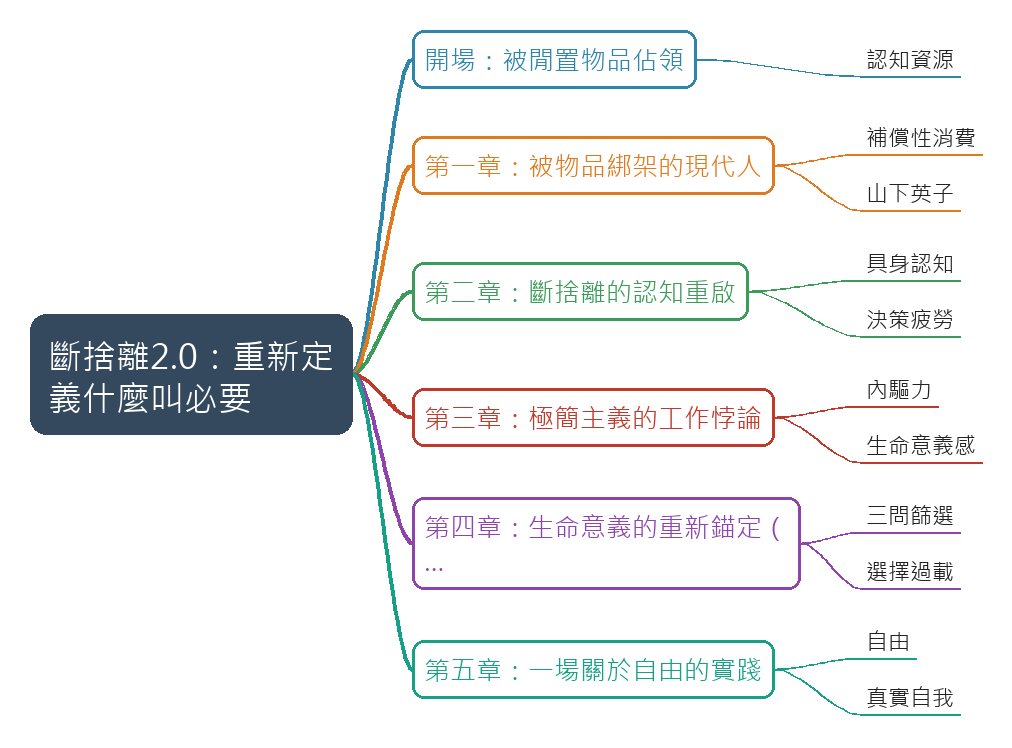 斷捨離2.0：重新定
義什麼叫必要
開場：被閒置物品佔領
認知資源
第一章：被物品綁架的現代人
補償性消費
山下英子
第二章：斷捨離的認知重啟
具身認知
決策疲勞
第三章：極簡主義的工作悖論
內驅力
生命意義感
第四章：生命意義的重新錨定（
...
三問篩選
選擇過載
第五章：一場關於自由的實踐
自由
真實自我